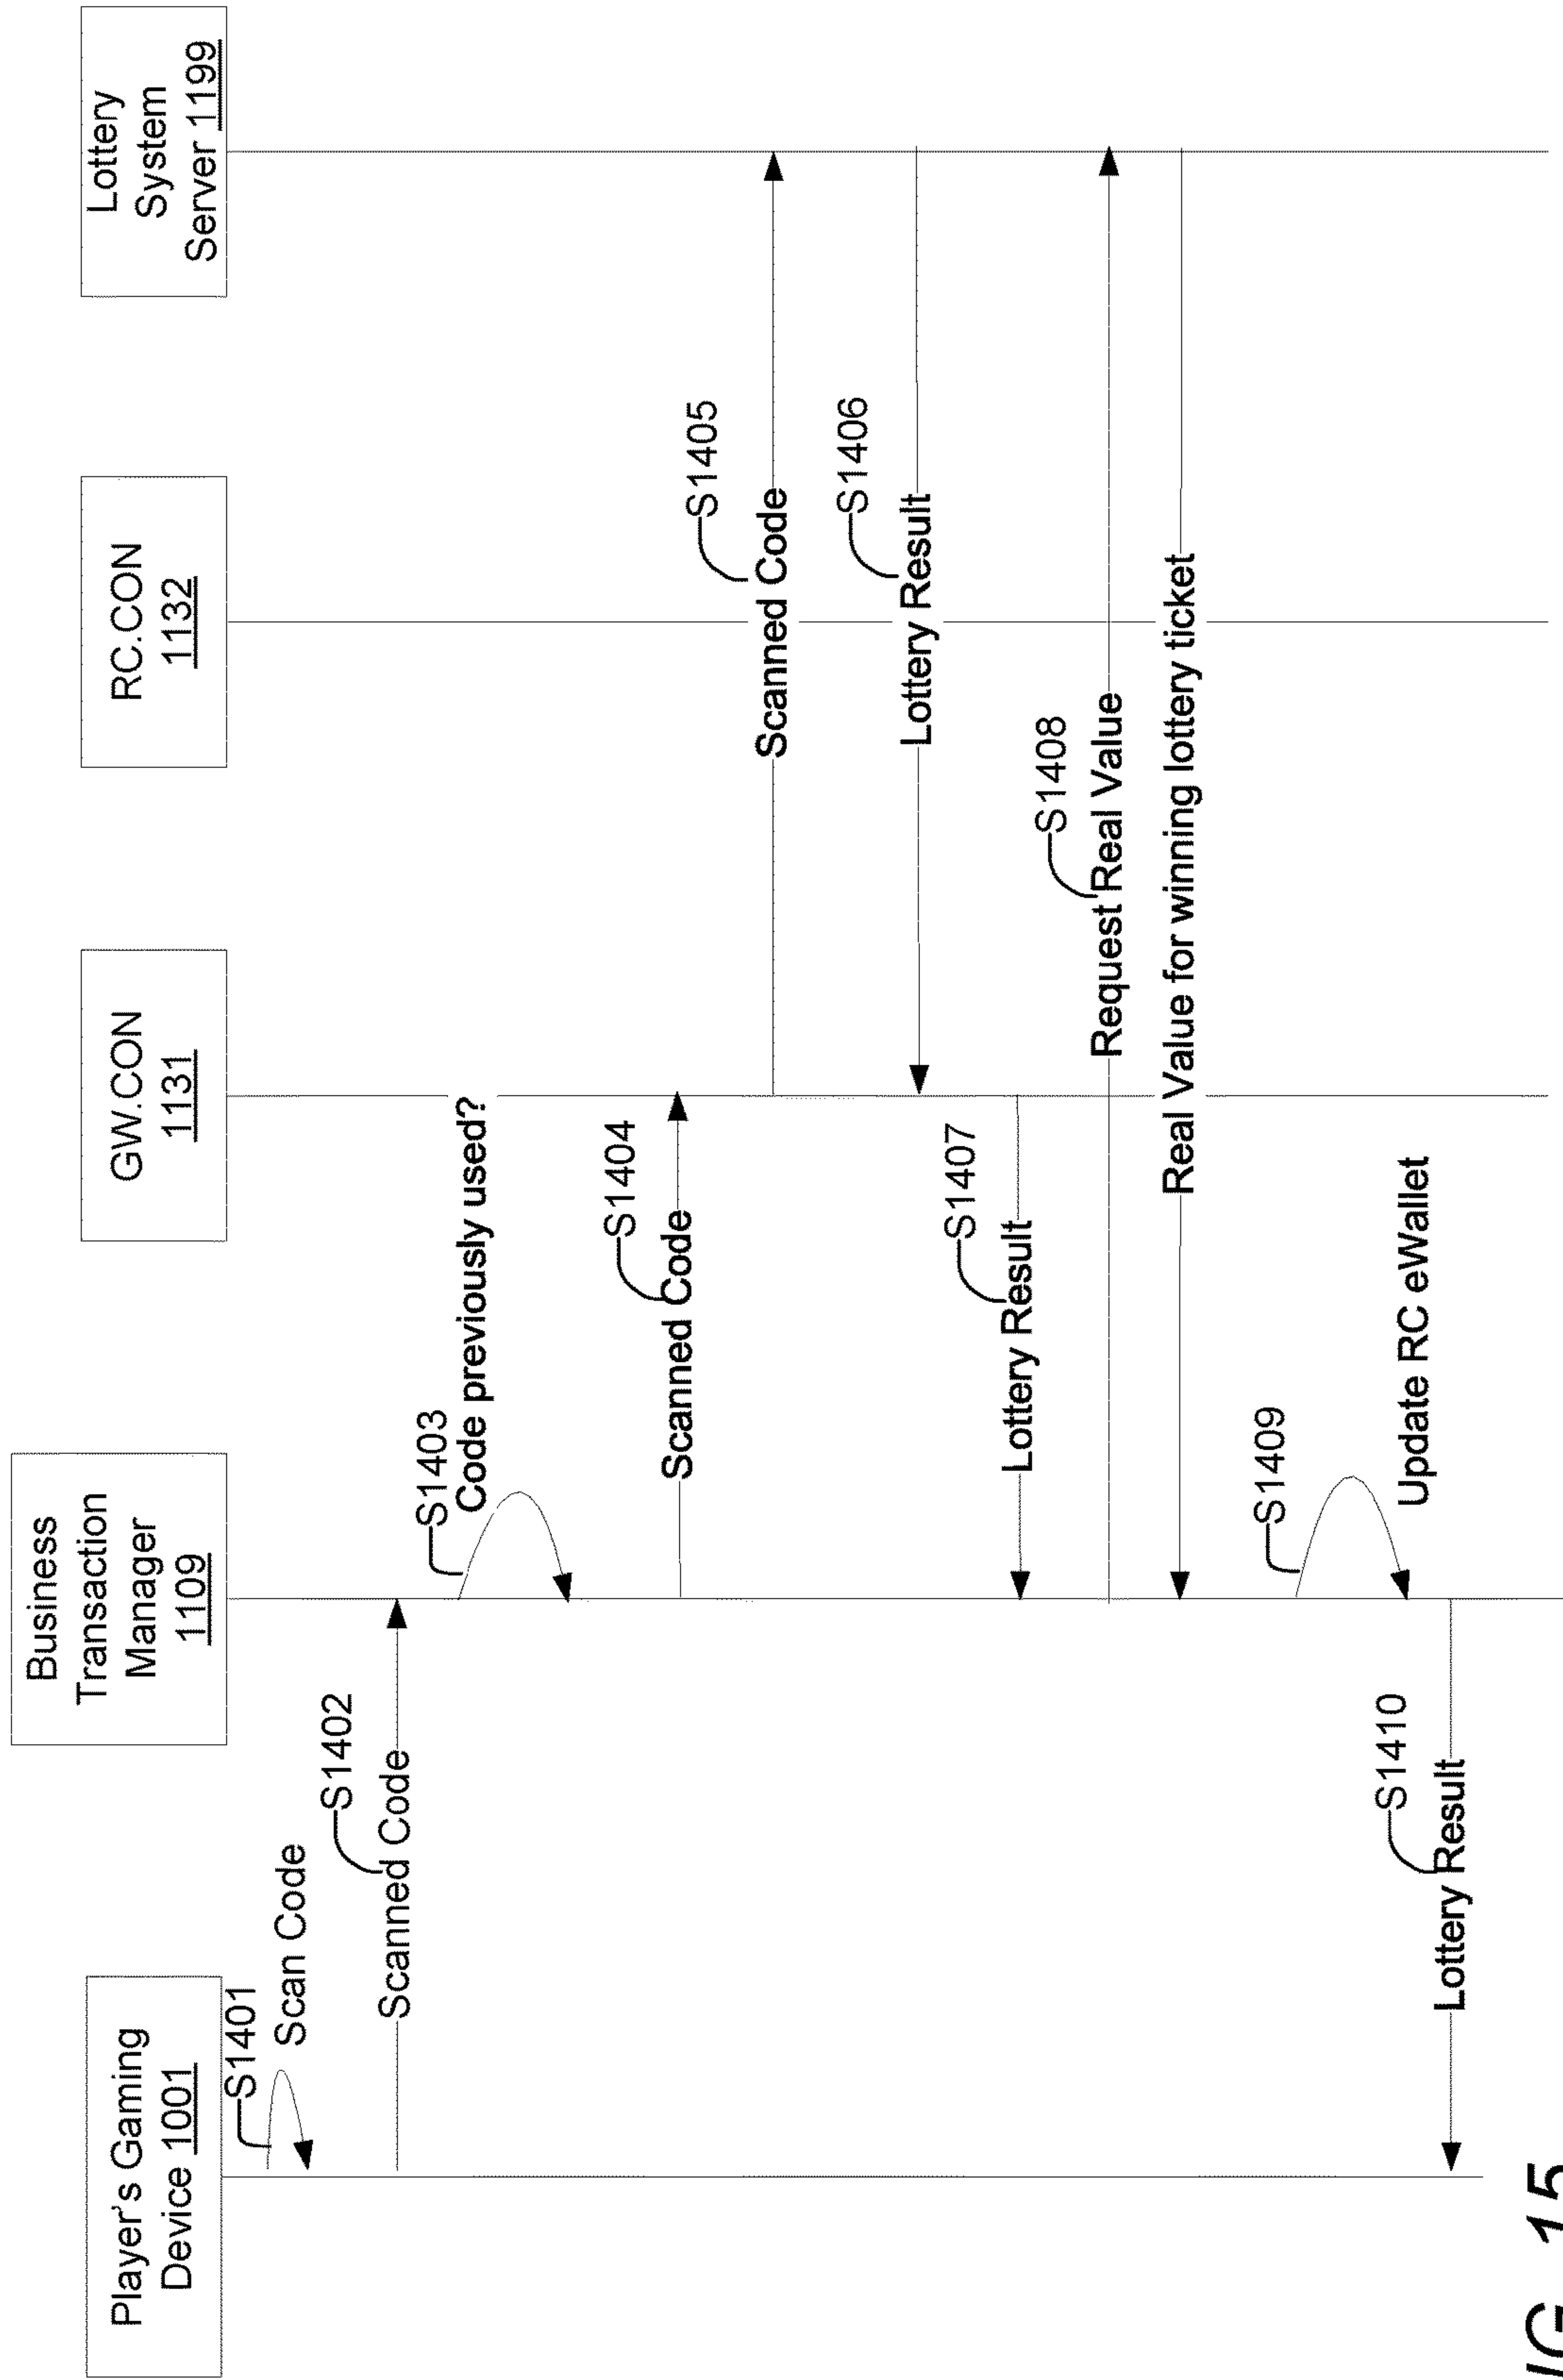 Player's Gaming
Device 1001
Business
Transaction
Manager
1109
GW.CON
1131
RC.CON
1132
Lottery
System
Server 1199
S1401
Scan Code
S1402
Scanned Code
S1403
Code previously used?
S1404
Scanned Code
S1405
Scanned Code
S1406
Lottery Result
S1407
Lottery Result
S1408
Request Real Value
Real Value for winning lottery ticket
S1409
Update RC eWallet
S1410
Lottery Result
IG. 15